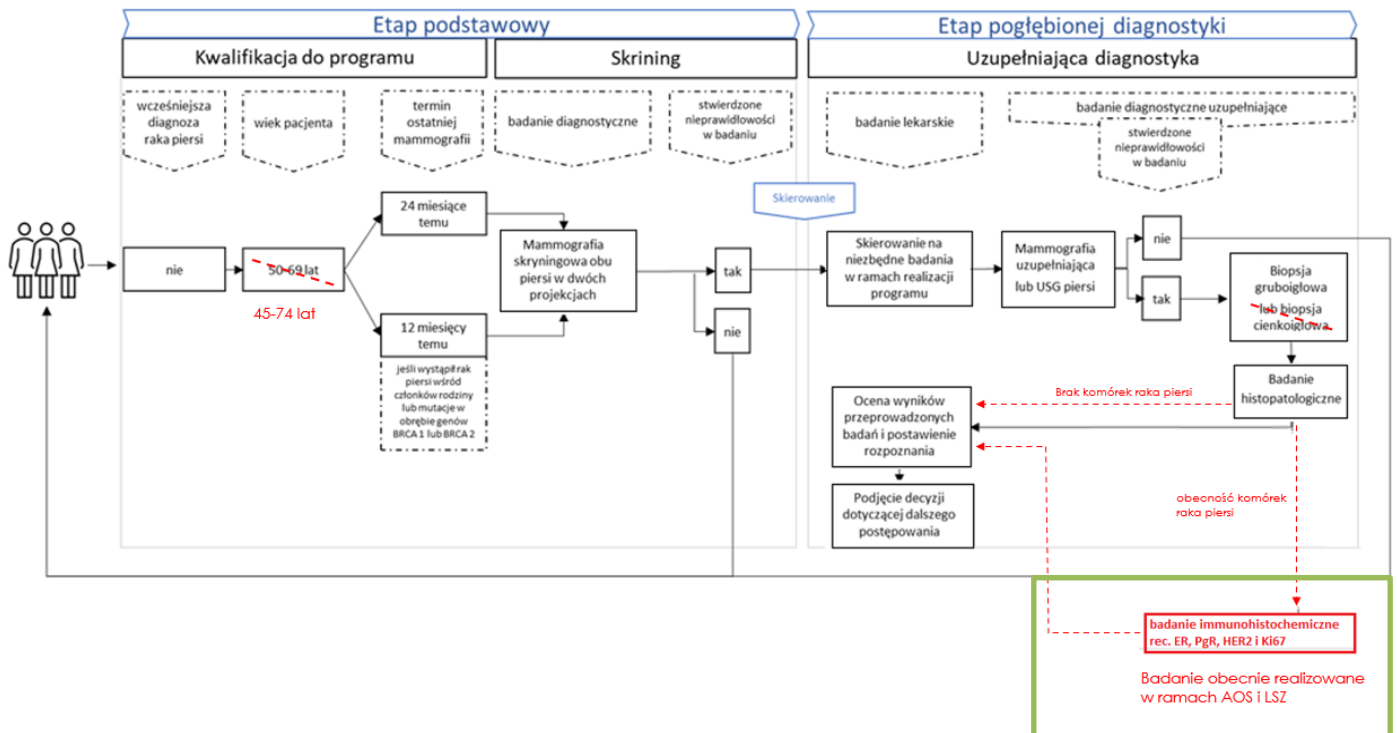 Etap podstawowy
Etap pogłębionej diagnostyki
Kwalifikacja do programu
Skrining
Uzupełniająca diagnostyka
wcześniejsza
diagnoza
raka piersi
wiek pacjenta
termin
ostatniej
mammografii
badanie diagnostyczne
stwierdzone
nieprawidłowości
w badaniu
badanie lekarskie
badanie diagnostyczne uzupełniające
stwierdzone
nieprawidłowości
w badaniu
Skierowanie
nie
50-69 lat
45-74 lat
24 miesiące
temu
12 miesięcy
temu
jeśli wystąpił rak
piersi wśród
członków rodziny
lub mutacje w
obrębie genów
BRCA 1 lub BRCA 2
Mammografia
skryningowa obu
piersi w dwóch
projekcjach
tak
nie
Skierowanie na
niezbędne badania
w ramach realizacji
programu
Mammografia
uzupełniająca
lub USG piersi
nie
tak
Biopsja
gruboigłowa
lub biopsja
cienkoigłowa
Badanie
histopatologiczne
Brak komórek raka piersi
Ocena wyników
przeprowadzonych
badań i postawienie
rozpoznania
Podjęcie decyzji
dotyczącej dalszego
postępowania
obecność komórek
raka piersi
badanie immunohistochemiczne
rec. ER, PgR, HER2 i Ki67
Badanie obecnie realizowane
w ramach AOS i LSZ